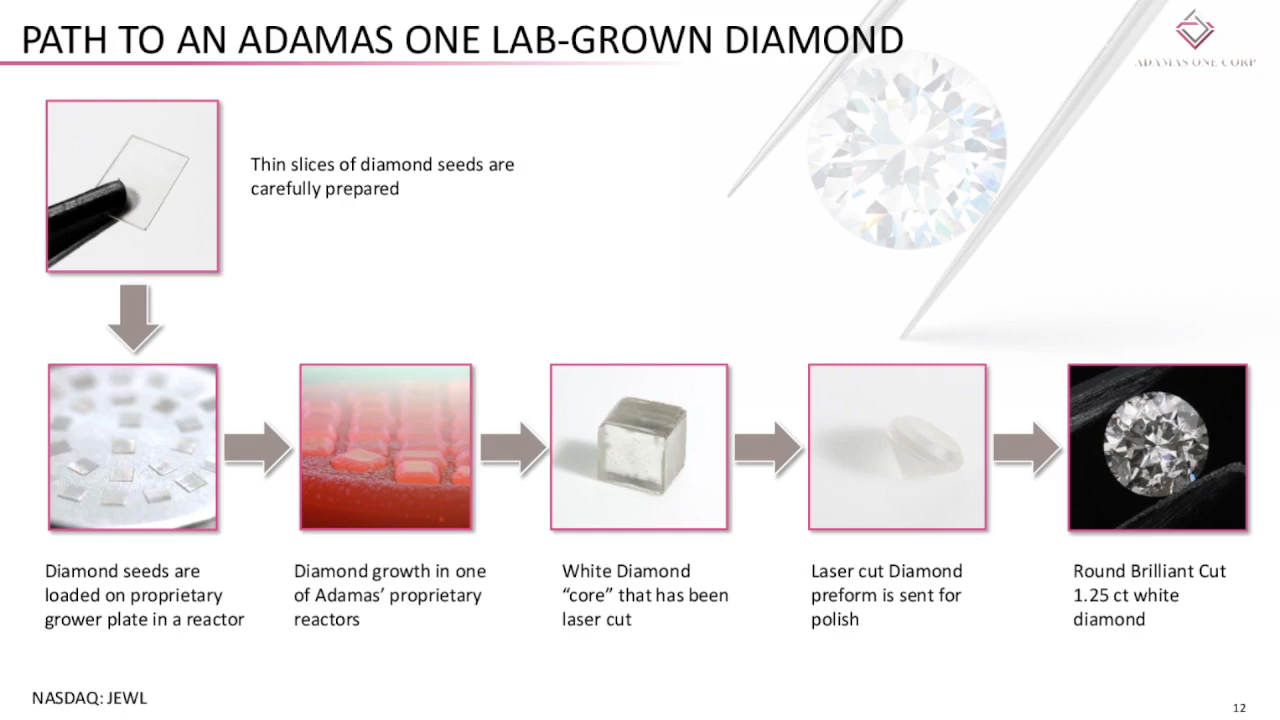 PATH TO AN ADAMAS ONE LAB-GROWN DIAMOND
ADAMAS ONE CORP
Thin slices of diamond seeds are
carefully prepared
Diamond seeds are
loaded on proprietary
grower plate in a reactor
Diamond growth in one
of Adamas’ proprietary
reactors
White Diamond
“core” that has been
laser cut
Laser cut Diamond
preform is sent for
polish
Round Brilliant Cut
1.25 ct white
diamond
NASDAQ: JEWL
12